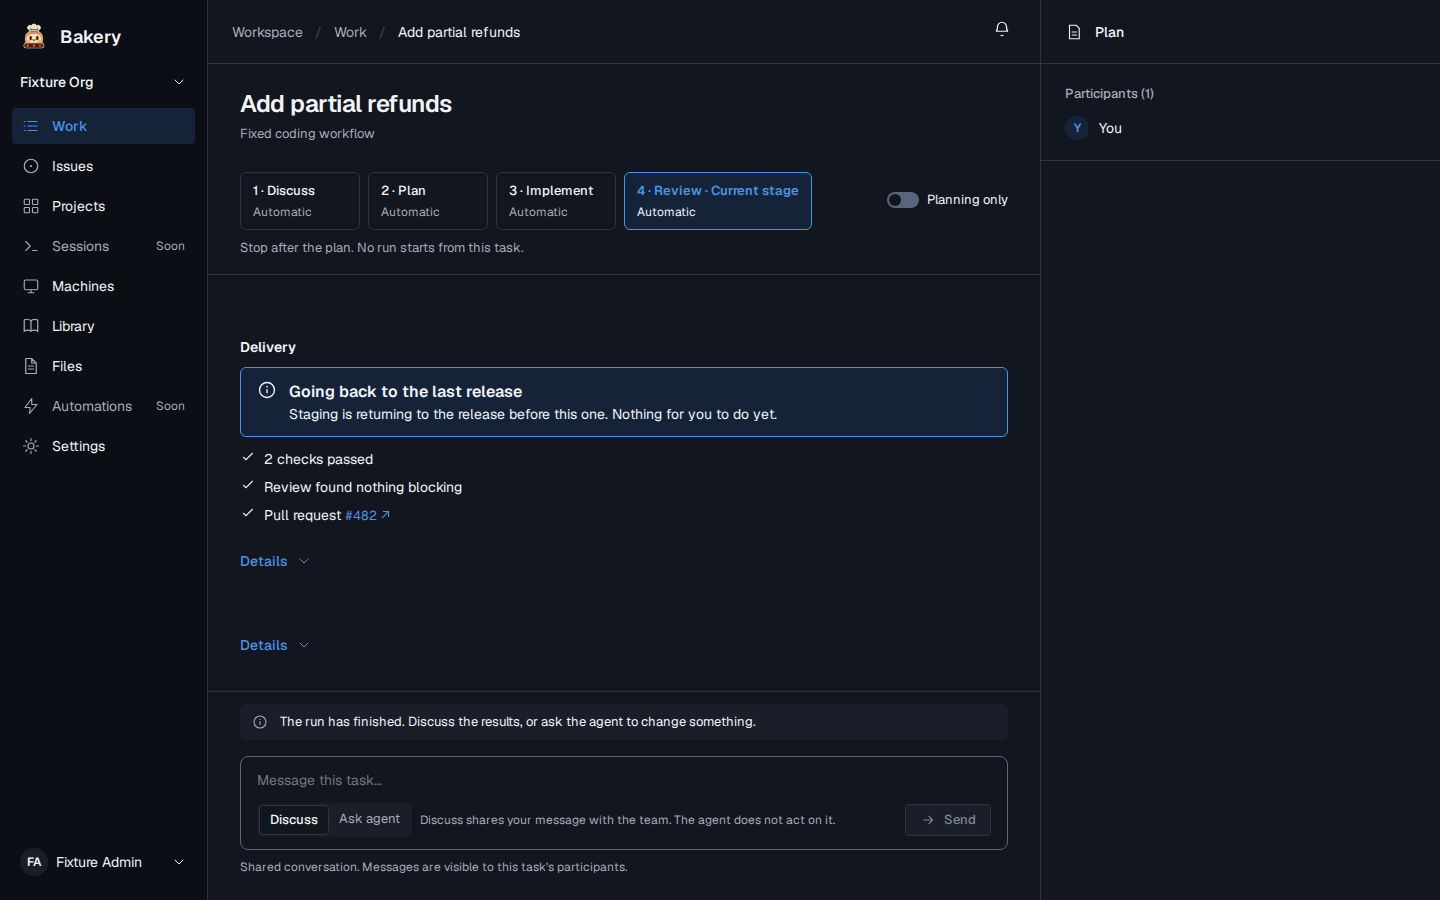 Bakery
Fixture Org
Work
Issues
Projects
Sessions Soon
Machines
Library
Files
Automations Soon
Settings
FA Fixture Admin
Workspace / Work / Add partial refunds
Add partial refunds
Fixed coding workflow
1 · Discuss
Automatic
2 · Plan
Automatic
3 · Implement
Automatic
4 · Review · Current stage
Automatic
Planning only
Stop after the plan. No run starts from this task.
Delivery
Going back to the last release
Staging is returning to the release before this one. Nothing for you to do yet.
2 checks passed
Review found nothing blocking
Pull request #482
Details
Details
The run has finished. Discuss the results, or ask the agent to change something.
Message this task...
Discuss Ask agent Discuss shares your message with the team. The agent does not act on it. Send
Shared conversation. Messages are visible to this task's participants.
Plan
Participants (1)
Y You